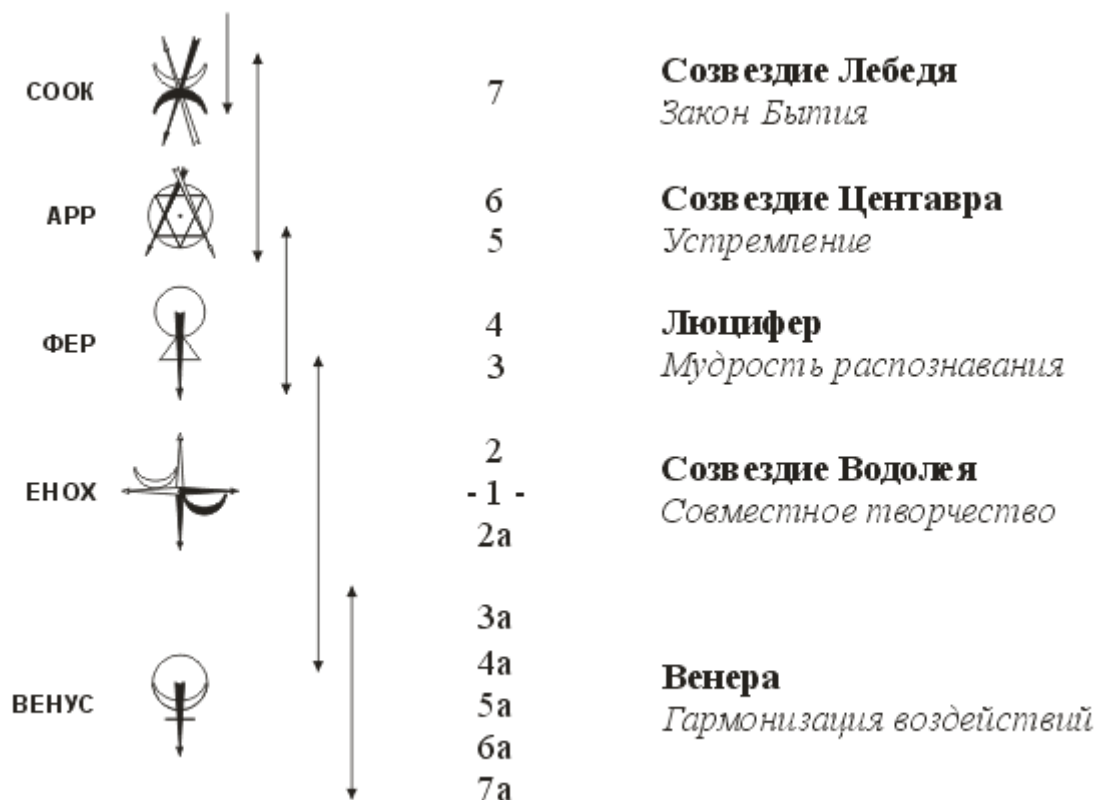 СООК
7
Созвездие Лебедя
Закон Бытия
АРР
6
5
Созвездие Центавра
Устремление
ФЕР
4
3
Люцифер
Мудрость распознавания
ЕНОХ
2
- 1 -
2а
Созвездие Водолея
Совместное творчество
ВЕНУС
3а
4а
5а
6а
7а
Венера
Гармонизация воздействий